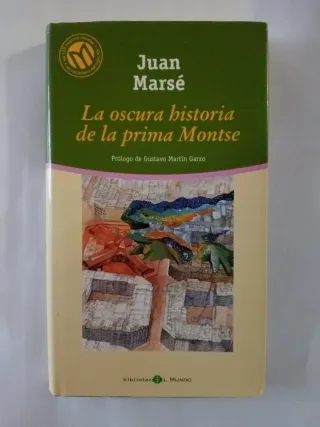 Juan
Marsé
La oscura historia
de la prima Montse
Prólogo de Gustavo Martín Garzo
biblioteca EL MUNDO